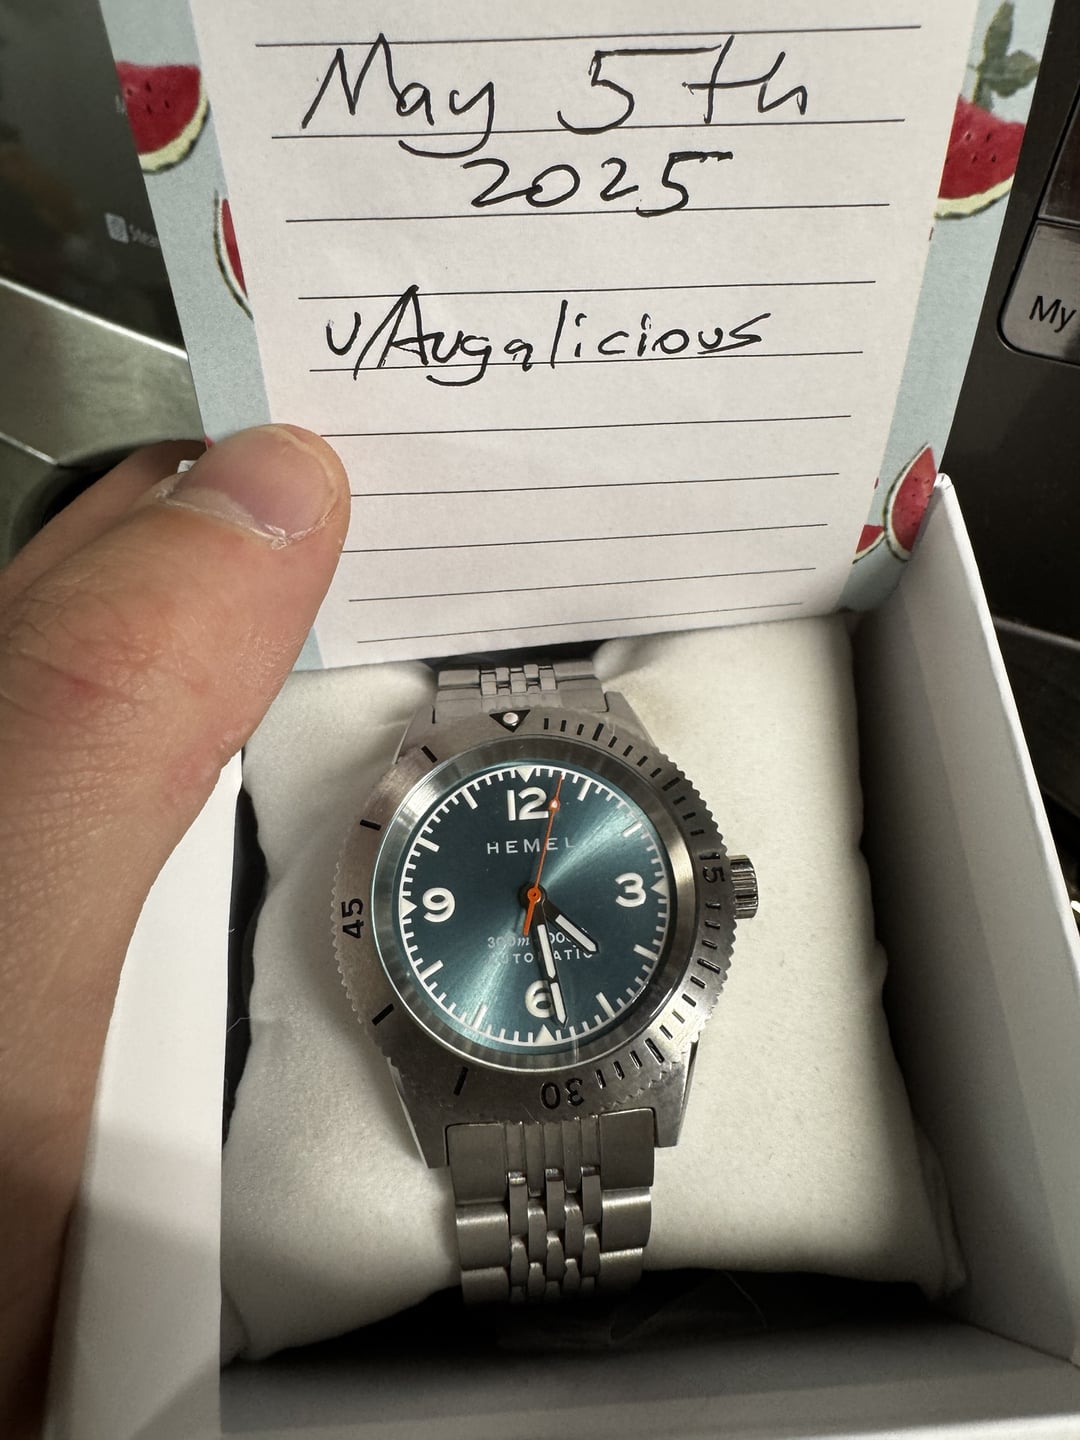 May 5th
2025
u/Augalicious
My
12
HEMEL
9
3
15
45
AUTOMATIC
6
30